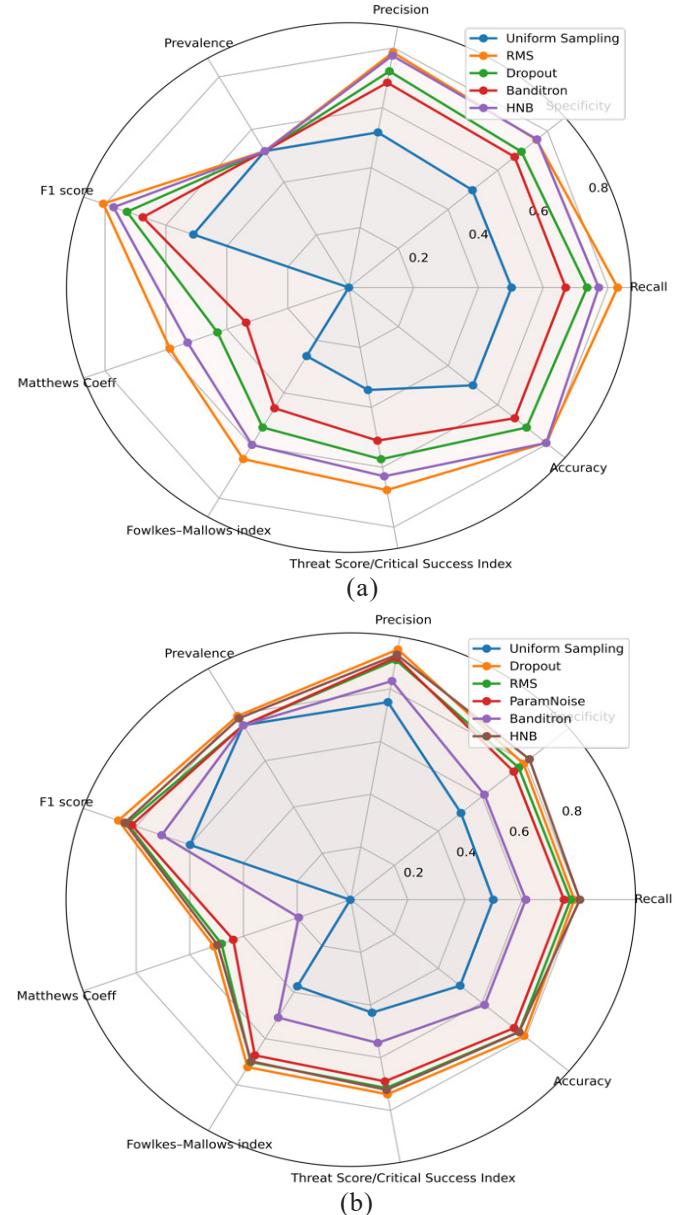 Precision
Prevalence
Uniform Sampling
RMS
Dropout
Banditron
HNB
Specificity
F1 score
0.8
0.6
0.4
0.2
Recall
Matthews Coeff
Accuracy
Fowlkes–Mallows index
Threat Score/Critical Success Index
(a)
Precision
Prevalence
Uniform Sampling
Dropout
RMS
ParamNoise
Banditron
HNB
Specificity
F1 score
0.8
0.6
0.4
0.2
Recall
Matthews Coeff
Accuracy
Fowlkes–Mallows index
Threat Score/Critical Success Index
(b)